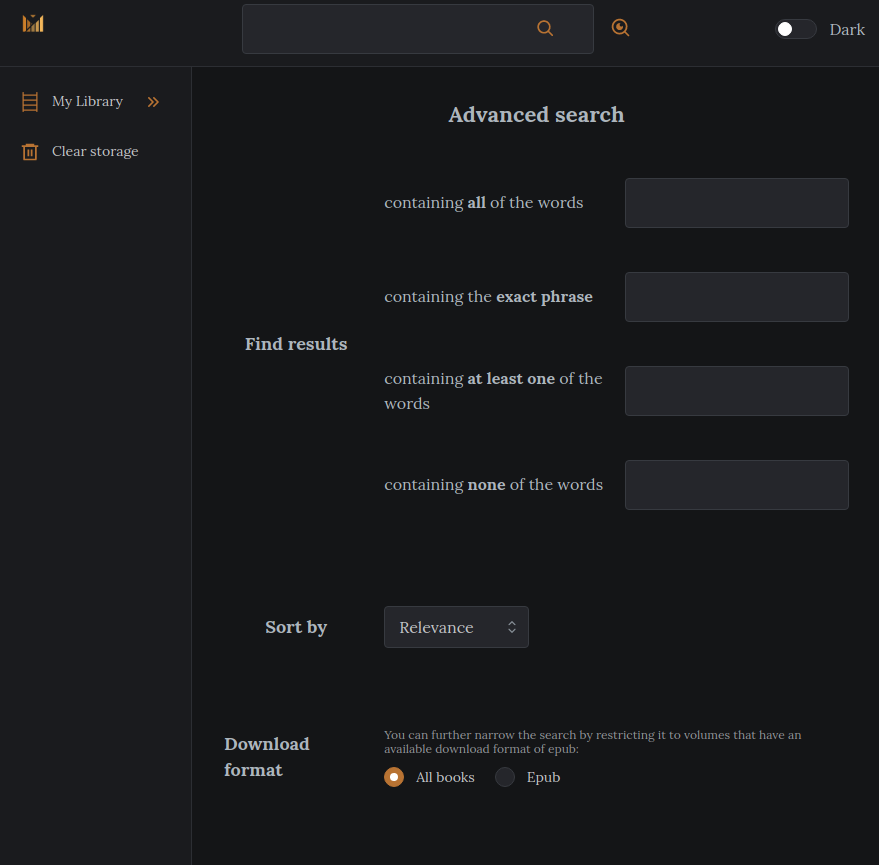 Dark
My Library
Clear storage
Advanced search
Find results
containing all of the words
containing the exact phrase
containing at least one of the
words
containing none of the words
Sort by
Relevance
Download
format
You can further narrow the search by restricting it to volumes that have an
available download format of epub:
All books
Epub